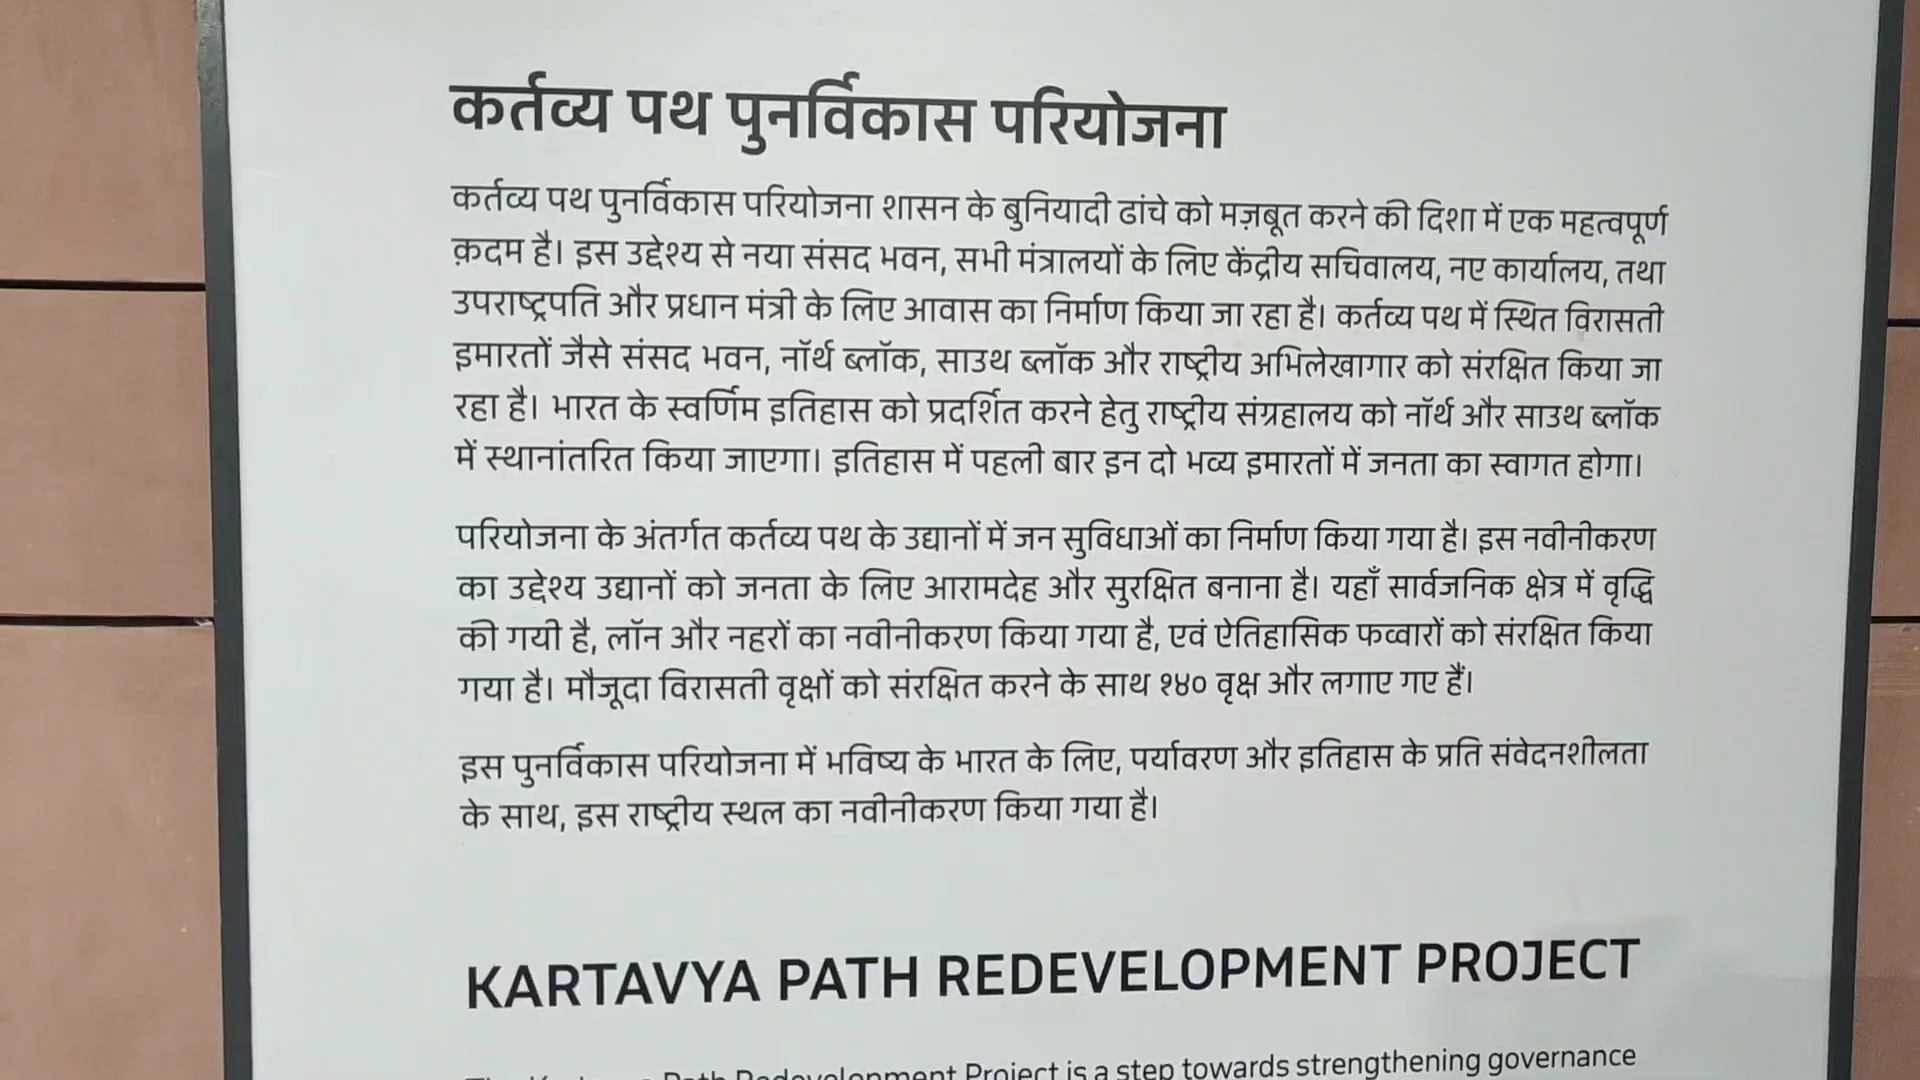 कर्तव्य पथ पुनर्विकास परियोजना
कर्तव्य पथ पुनर्विकास परियोजना शासन के बुनियादी ढांचे को मज़बूत करने की दिशा में एक महत्वपूर्ण
क़दम है। इस उद्देश्य से नया संसद भवन, सभी मंत्रालयों के लिए केंद्रीय सचिवालय, नए कार्यालय, तथा
उपराष्ट्रपति और प्रधान मंत्री के लिए आवास का निर्माण किया जा रहा है। कर्तव्य पथ में स्थित विरासती
इमारतों जैसे संसद भवन, नॉर्थ ब्लॉक, साउथ ब्लॉक और राष्ट्रीय अभिलेखागार को संरक्षित किया जा
रहा है। भारत के स्वर्णिम इतिहास को प्रदर्शित करने हेतु राष्ट्रीय संग्रहालय को नॉर्थ और साउथ ब्लॉक
में स्थानांतरित किया जाएगा। इतिहास में पहली बार इन दो भव्य इमारतों में जनता का स्वागत होगा।
परियोजना के अंतर्गत कर्तव्य पथ के उद्यानों में जन सुविधाओं का निर्माण किया गया है। इस नवीनीकरण
का उद्देश्य उद्यानों को जनता के लिए आरामदेह और सुरक्षित बनाना है। यहाँ सार्वजनिक क्षेत्र में वृद्धि
की गयी है, लॉन और नहरों का नवीनीकरण किया गया है, एवं ऐतिहासिक फव्वारों को संरक्षित किया
गया है। मौजूदा विरासती वृक्षों को संरक्षित करने के साथ १४० वृक्ष और लगाए गए हैं।
इस पुनर्विकास परियोजना में भविष्य के भारत के लिए, पर्यावरण और इतिहास के प्रति संवेदनशीलता
के साथ, इस राष्ट्रीय स्थल का नवीनीकरण किया गया है।
KARTAVYA PATH REDEVELOPMENT PROJECT
Path Redevelopment Project is a step towards strengthening governance